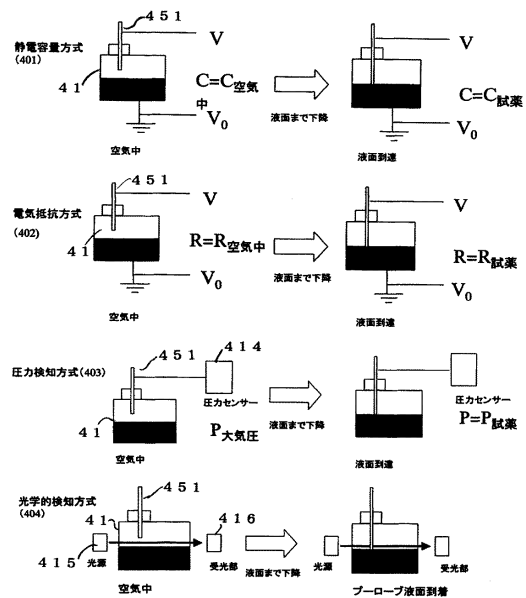 静電容量方式
(401)
451
V
41
C=C空気
中
V0
空気中
液面まで下降
V
C=C試薬
V0
液面到達
電気抵抗方式
(402)
451
V
41
R=R空気中
V0
空気中
液面まで下降
V
R=R試薬
V0
液面到達
圧力検知方式(403)
451
414
圧力センサー
41
P大気圧
空気中
液面まで下降
圧力センサー
P=P試薬
液面到達
光学的検知方式
(404)
451
41
416
415
光源
受光部
空気中
液面まで下降
光源
受光部
プーローブ液面到着